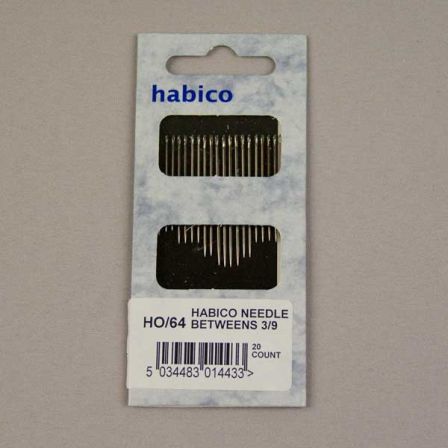 habico
HO/64 HABICO NEEDLE
BETWEENS 3/9
20
COUNT
5 034483 014433 >